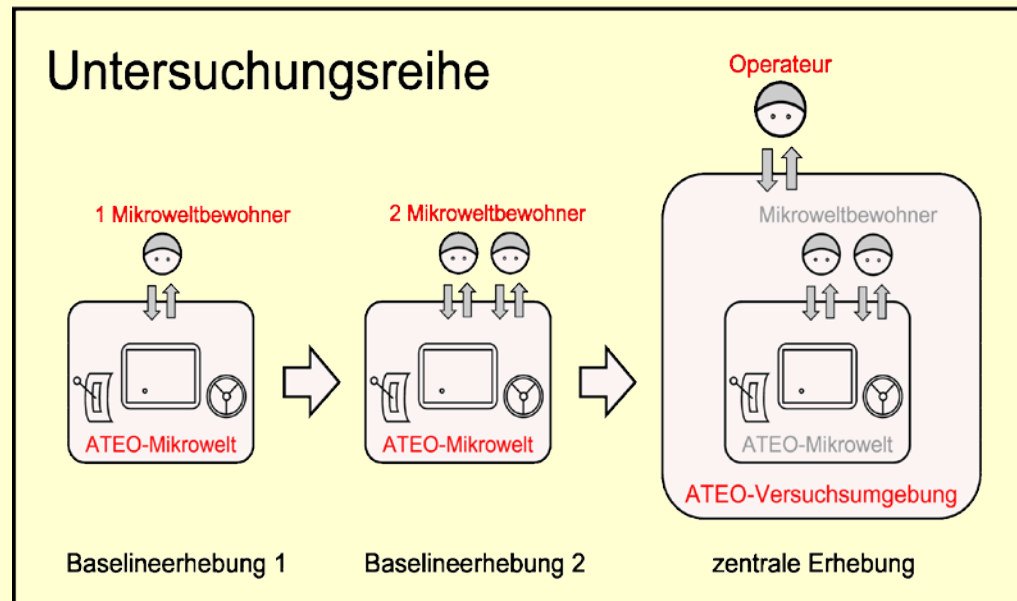 Untersuchungsreihe
Operateur
1 Mikroweltbewohner
2 Mikroweltbewohner
Mikroweltbewohner
ATEO-Mikrowelt
ATEO-Mikrowelt
ATEO-Mikrowelt
ATEO-Versuchsumgebung
Baselineerhebung 1
Baselineerhebung 2
zentrale Erhebung